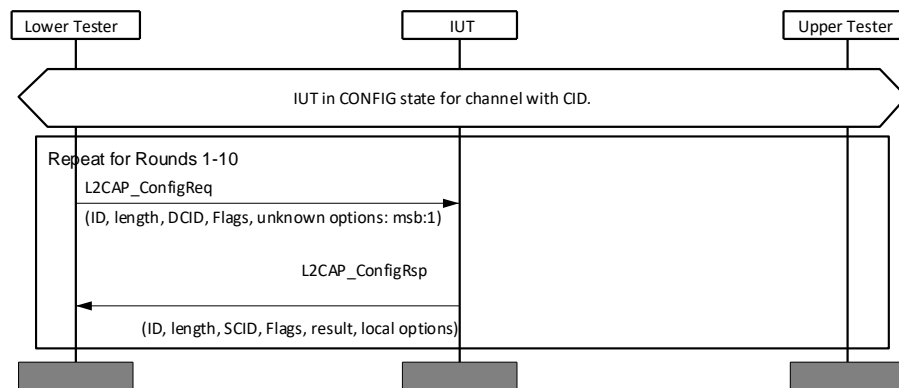 Lower Tester
IUT
Upper Tester
IUT in CONFIG state for channel with CID.
Repeat for Rounds 1-10
L2CAP_ConfigReq
(ID, length, DCID, Flags, unknown options: msb:1)
L2CAP_ConfigRsp
(ID, length, SCID, Flags, result, local options)